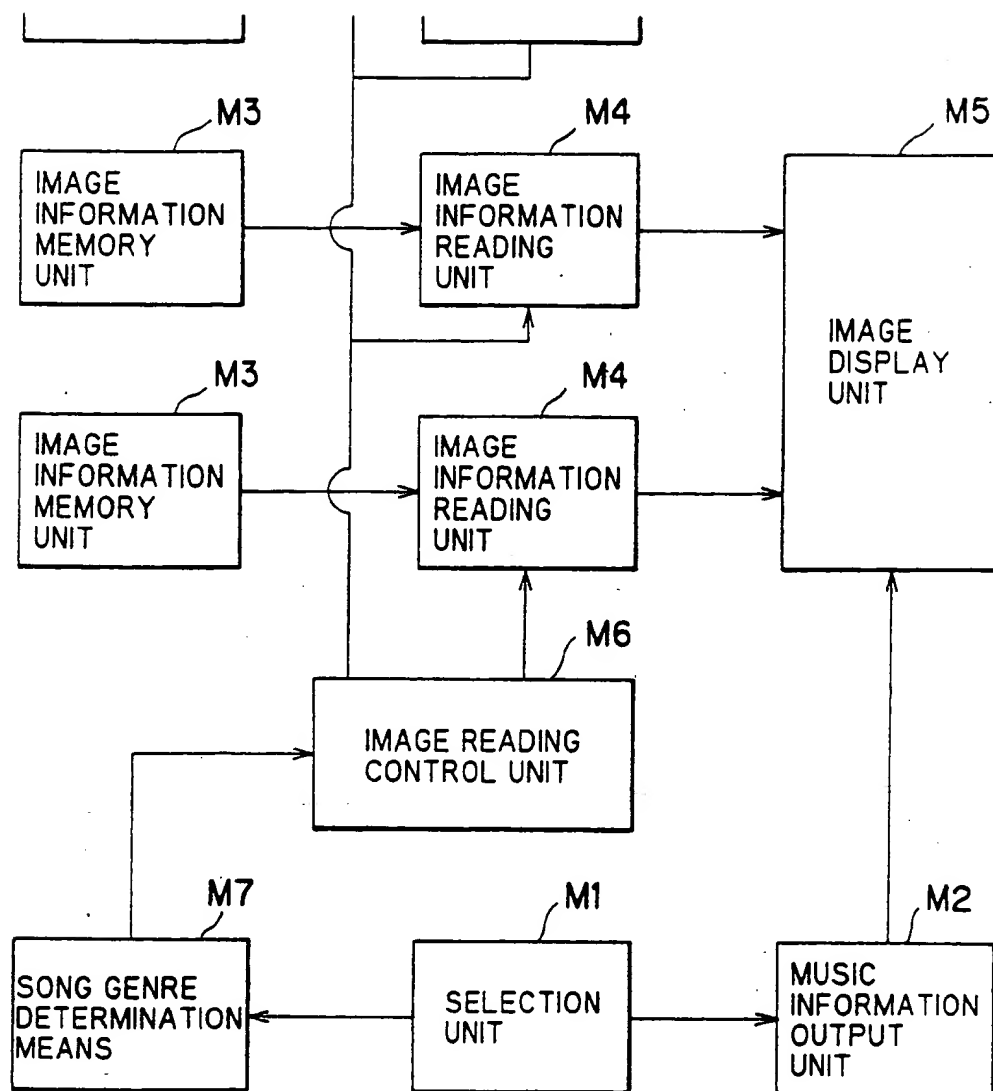 M3
M4
M5
IMAGE
INFORMATION
MEMORY
UNIT
IMAGE
INFORMATION
READING
UNIT
IMAGE
DISPLAY
UNIT
M3
M4
IMAGE
INFORMATION
MEMORY
UNIT
IMAGE
INFORMATION
READING
UNIT
M6
IMAGE READING
CONTROL UNIT
M7
M1
M2
SONG GENRE
DETERMINATION
MEANS
SELECTION
UNIT
MUSIC
INFORMATION
OUTPUT
UNIT